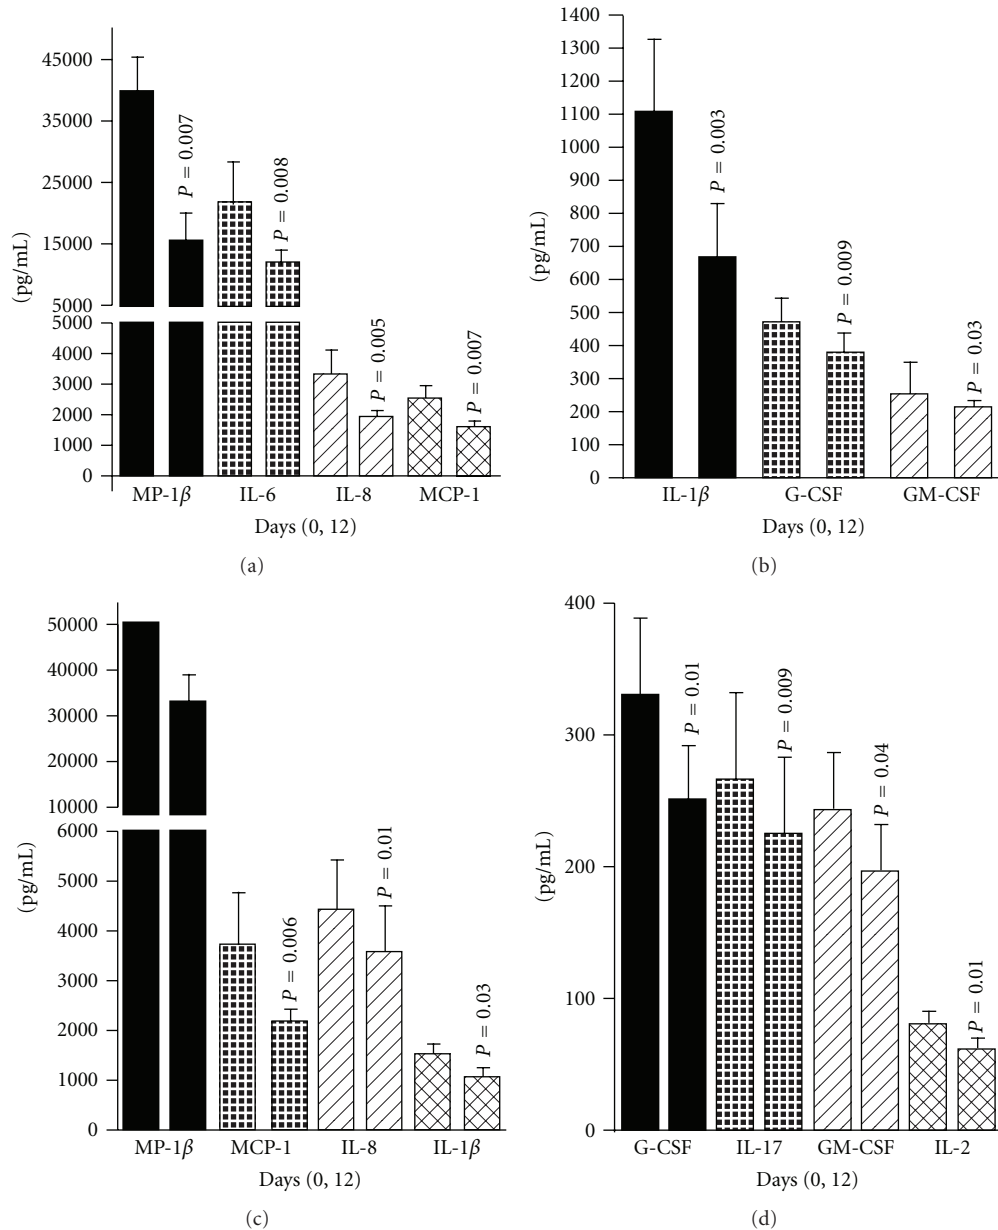 45000
35000
25000
15000
5000
5000
4000
3000
2000
1000
0
(pg/mL)
P = 0.007
P = 0.008
P = 0.005
P = 0.007
MP-1β IL-6 IL-8 MCP-1
Days (0, 12)
(a)
1400
1300
1200
1100
1000
900
800
700
600
500
400
300
200
100
0
(pg/mL)
P = 0.003
P = 0.009
P = 0.03
IL-1β G-CSF GM-CSF
Days (0, 12)
(b)
50000
40000
30000
20000
10000
6000
5000
4000
3000
2000
1000
0
(pg/mL)
P = 0.006
P = 0.01
P = 0.03
MP-1β MCP-1 IL-8 IL-1β
Days (0, 12)
(c)
400
300
200
100
0
(pg/mL)
P = 0.01
P = 0.009
P = 0.04
P = 0.01
G-CSF IL-17 GM-CSF IL-2
Days (0, 12)
(d)